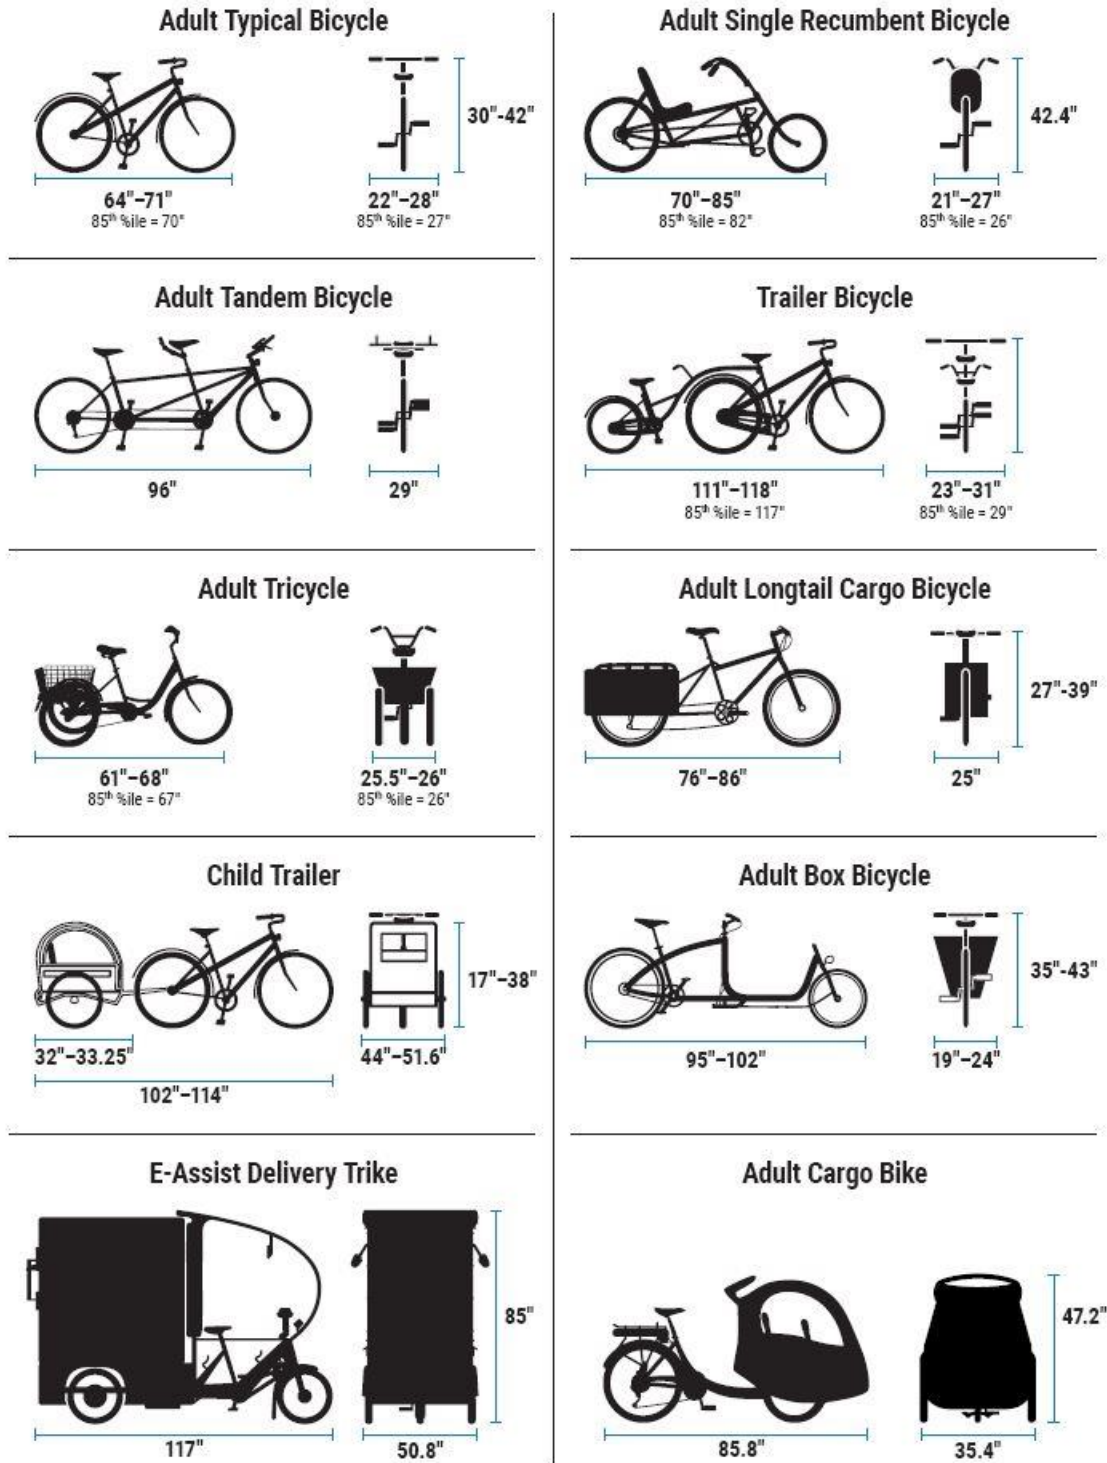 Adult Typical Bicycle
30"-42"
64"–71"
85th %ile = 70"
22"–28"
85th %ile = 27"
Adult Single Recumbent Bicycle
42.4"
70"–85"
85th %ile = 82"
21"–27"
85th %ile = 26"
Adult Tandem Bicycle
96"
29"
Trailer Bicycle
111"–118"
85th %ile = 117"
23"–31"
85th %ile = 29"
Adult Tricycle
61"–68"
85th %ile = 67"
25.5"–26"
85th %ile = 26"
Adult Longtail Cargo Bicycle
27"-39"
76"–86"
25"
Child Trailer
17"–38"
32"–33.25"
44"–51.6"
102"–114"
Adult Box Bicycle
35"-43"
95"–102"
19"–24"
E-Assist Delivery Trike
85"
117"
50.8"
Adult Cargo Bike
47.2"
85.8"
35.4"